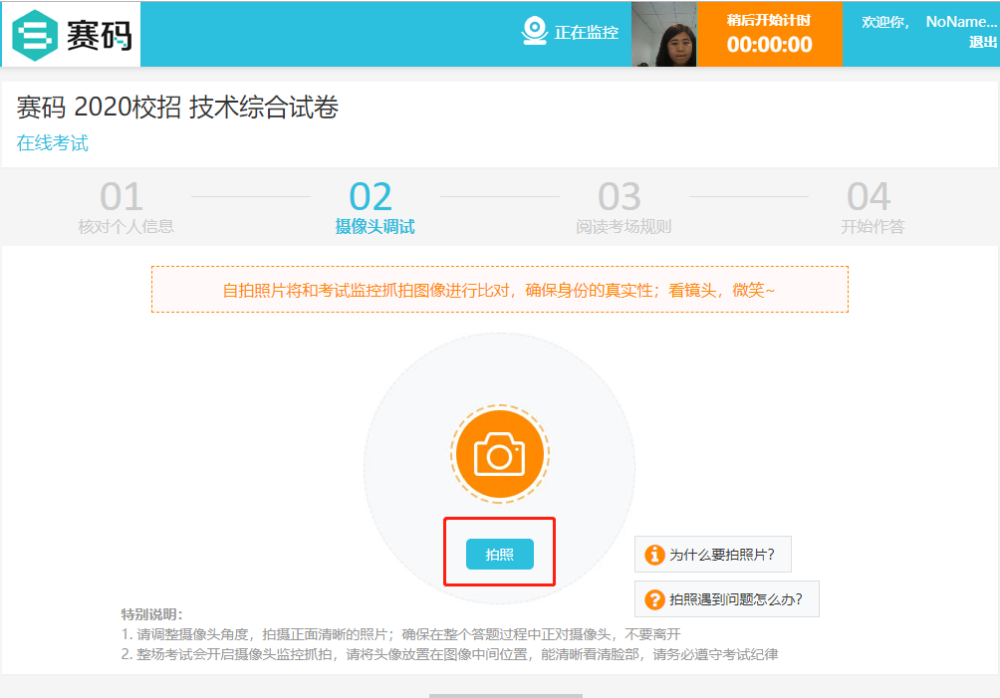 赛码
正在监控
稍后开始计时
00:00:00
欢迎你, NoName...
退出
赛码 2020校招 技术综合试卷
在线考试
01
核对个人信息
02
摄像头调试
03
阅读考场规则
04
开始作答
自拍照片将和考试监控抓拍图像进行比对，确保身份的真实性；看镜头，微笑~
拍照
为什么要拍照片？
拍照遇到问题怎么办？
特别说明：
1. 请调整摄像头角度，拍摄正面清晰的照片；确保在整个答题过程中正对摄像头，不要离开
2. 整场考试会开启摄像头监控抓拍，请将头像放置在图像中间位置，能清晰看清脸部，请务必遵守考试纪律